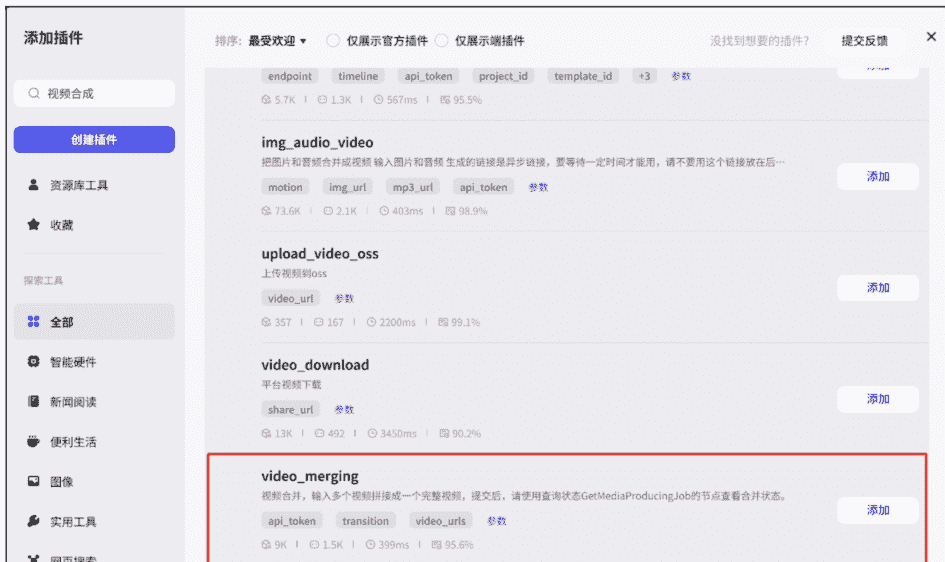 添加插件
视频合成
创建插件
资源库工具
收藏
探索工具
全部
智能硬件
新闻阅读
便利生活
图像
实用工具
网页搜索
排序: 最受欢迎 仅展示官方插件 仅展示端插件 没找到想要的插件? 提交反馈
endpoint timeline api_token project_id template_id +3 参数
5.7K 1.3K 567ms 95.5%
img_audio_video
把图片和音频合并成视频 输入图片和音频 生成的链接是异步链接,要等待一定时间才能用,请不要用这个链接放在后…
添加
motion img_url mp3_url api_token 参数
73.6K 2.1K 403ms 98.9%
upload_video_oss
上传视频到oss
添加
video_url 参数
357 167 2200ms 99.1%
video_download
平台视频下载
添加
share_url 参数
13K 492 3450ms 90.2%
video_merging
视频合并,输入多个视频拼接成一个完整视频,提交后,请使用查询状态GetMediaProducingJob的节点查看合并状态。
添加
api_token transition video_urls 参数
9K 1.5K 399ms 95.6%